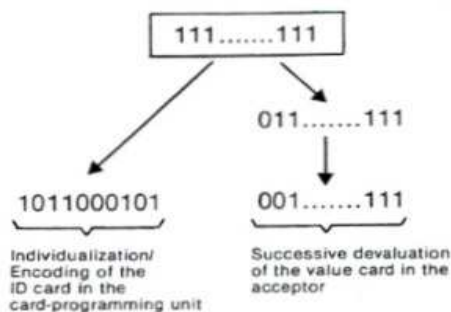 111.......111
011.......111
1011000101
001.......111
Individualization/
Encoding of the
ID card in the
card-programming unit
Successive devaluation
of the value card in the
acceptor